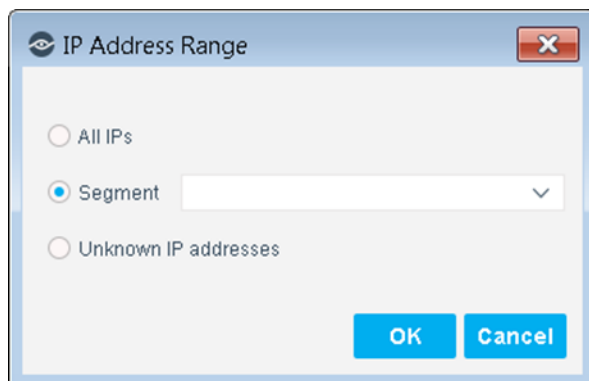 IP Address Range
All IPs
Segment
Unknown IP addresses
OK Cancel